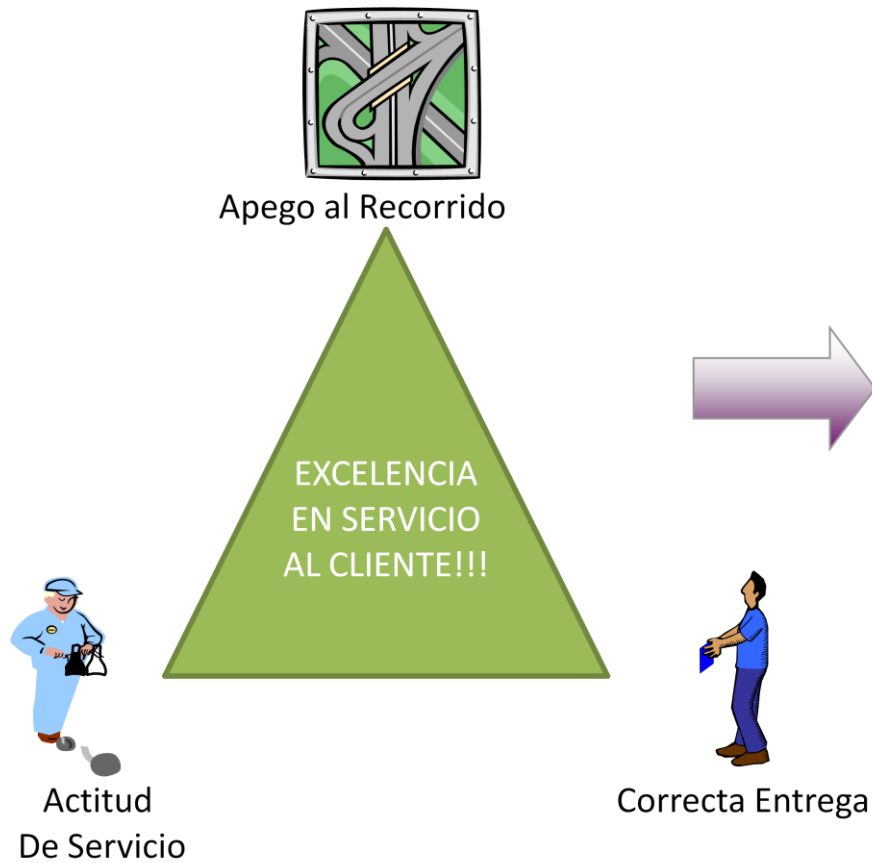 Apego al Recorrido
EXCELENCIA
EN SERVICIO
AL CLIENTE!!!
Actitud
De Servicio
Correcta Entrega